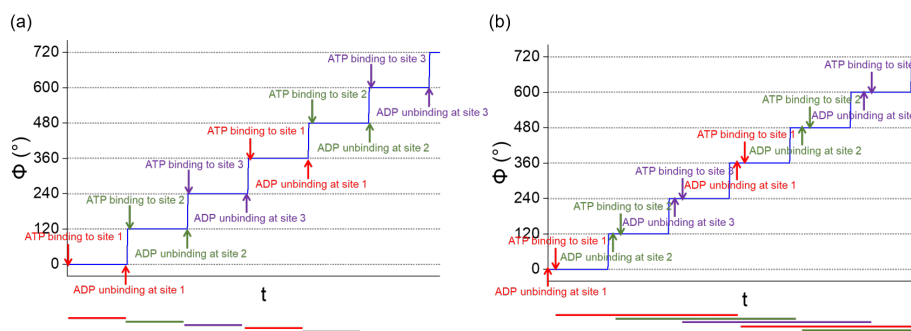 (a)
720
600
480
360
240
120
0
Φ (°)
t
ATP binding to site 3
ADP unbinding at site 3
ATP binding to site 2
ADP unbinding at site 2
ATP binding to site 1
ADP unbinding at site 1
ATP binding to site 3
ADP unbinding at site 3
ATP binding to site 2
ADP unbinding at site 2
ATP binding to site 1
ADP unbinding at site 1
(b)
720
600
480
360
240
120
0
Φ (°)
t
ATP binding to site
ADP unbinding at site
ATP binding to site 2
ADP unbinding at site 2
ATP binding to site 1
ADP unbinding at site 1
ATP binding to site 3
ADP unbinding at site 3
ATP binding to site 2
ADP unbinding at site 2
ATP binding to site 1
ADP unbinding at site 1